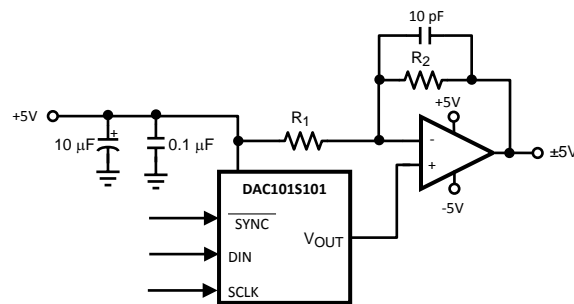 10 pF
R2
+5V
R1
+5V
10 μF
+
0.1 μF
-
+
±5V
-5V
DAC101S101
SYNC
VOUT
DIN
SCLK